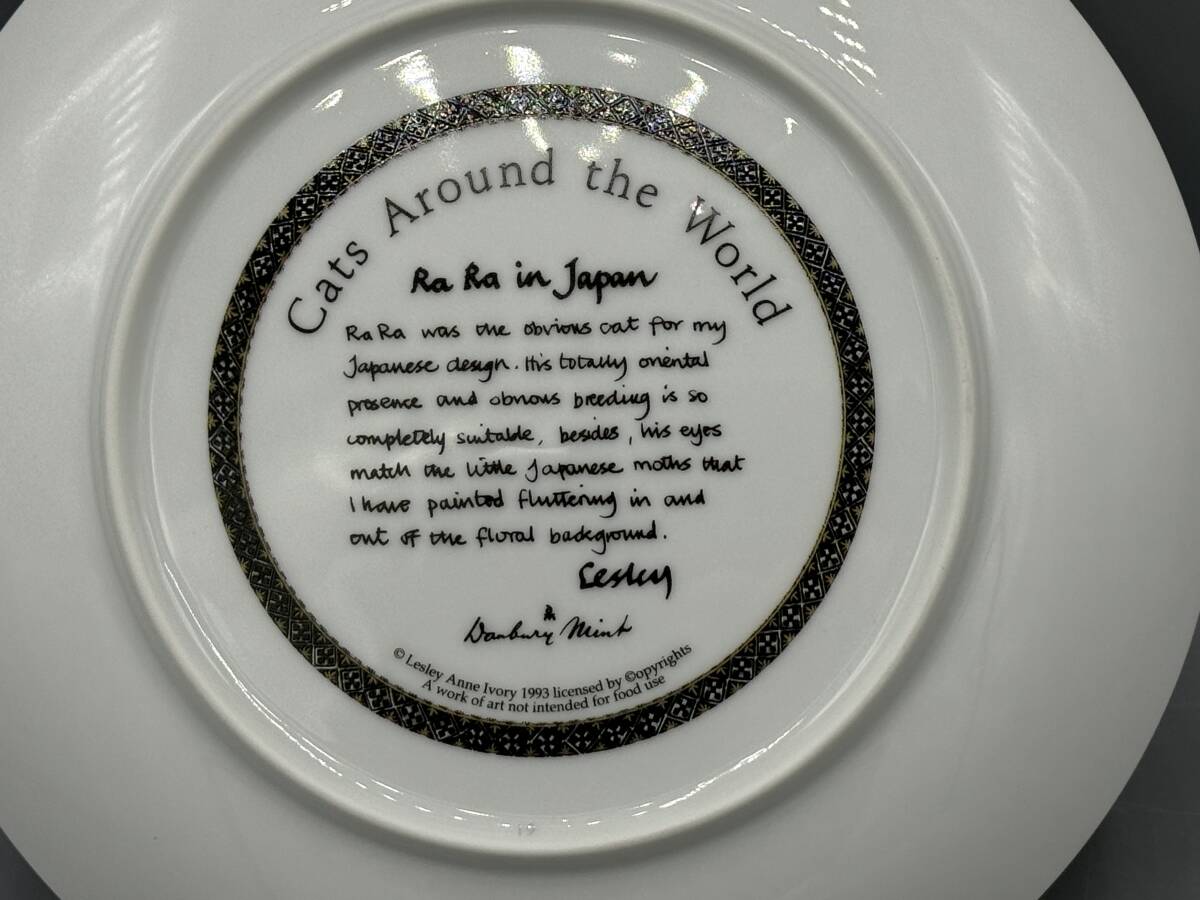 Cats Around the World
Ra Ra in Japan
Ra Ra was the obvious cat for my
Japanese design. His totally oriental
presence and obvious breeding is so
completely suitable, besides, his eyes
match the little Japanese moths that
I have painted fluttering in and
out of the floral background.
Lesley
Danbury Mint
© Lesley Anne Ivory 1993 licensed by ©opyrights
A work of art not intended for food use